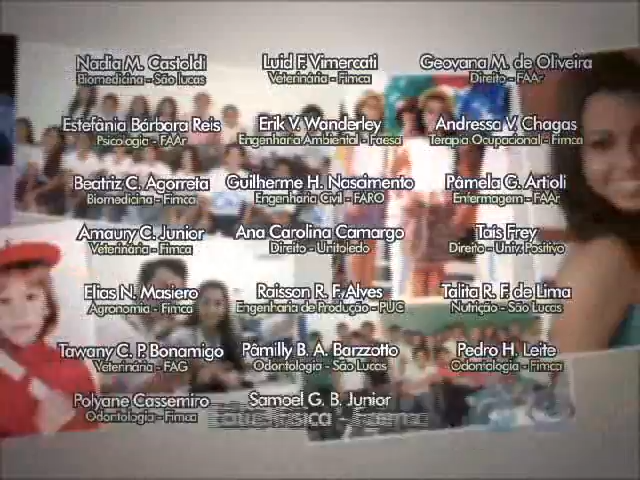 Nadia M. Castoldi
Biomedicina - São Lucas
Luid F. Vimercati
Veterinária - Fimca
Geovana M. de Oliveira
Direito - FAAr
Estefânia Bárbara Reis
Psicologia - FAAr
Erik V. Wanderley
Engenharia Ambiental - Faesa
Andressa V. Chagas
Terapia Ocupacional - Fimca
Beatriz C. Agorreta
Biomedicina - Fimca
Guilherme H. Nascimento
Engenharia Civil - FARO
Pâmela G. Artioli
Enfermagem - FAAr
Amaury C. Junior
Veterinária - Fimca
Ana Carolina Camargo
Direito - Unitoledo
Taís Frey
Direito - Univ. Positivo
Elias N. Masiero
Agronomia - Fimca
Raisson R. F. Alves
Engenharia de Produção - PUC
Talita R. F. de Lima
Nutrição - São Lucas
Tawany C. P. Bonamigo
Veterinária - FAG
Pâmilly B. A. Barzzotto
Odontologia - São Lucas
Pedro H. Leite
Odontologia - Fimca
Polyane Cassemiro
Odontologia - Fimca
Samoel G. B. Junior